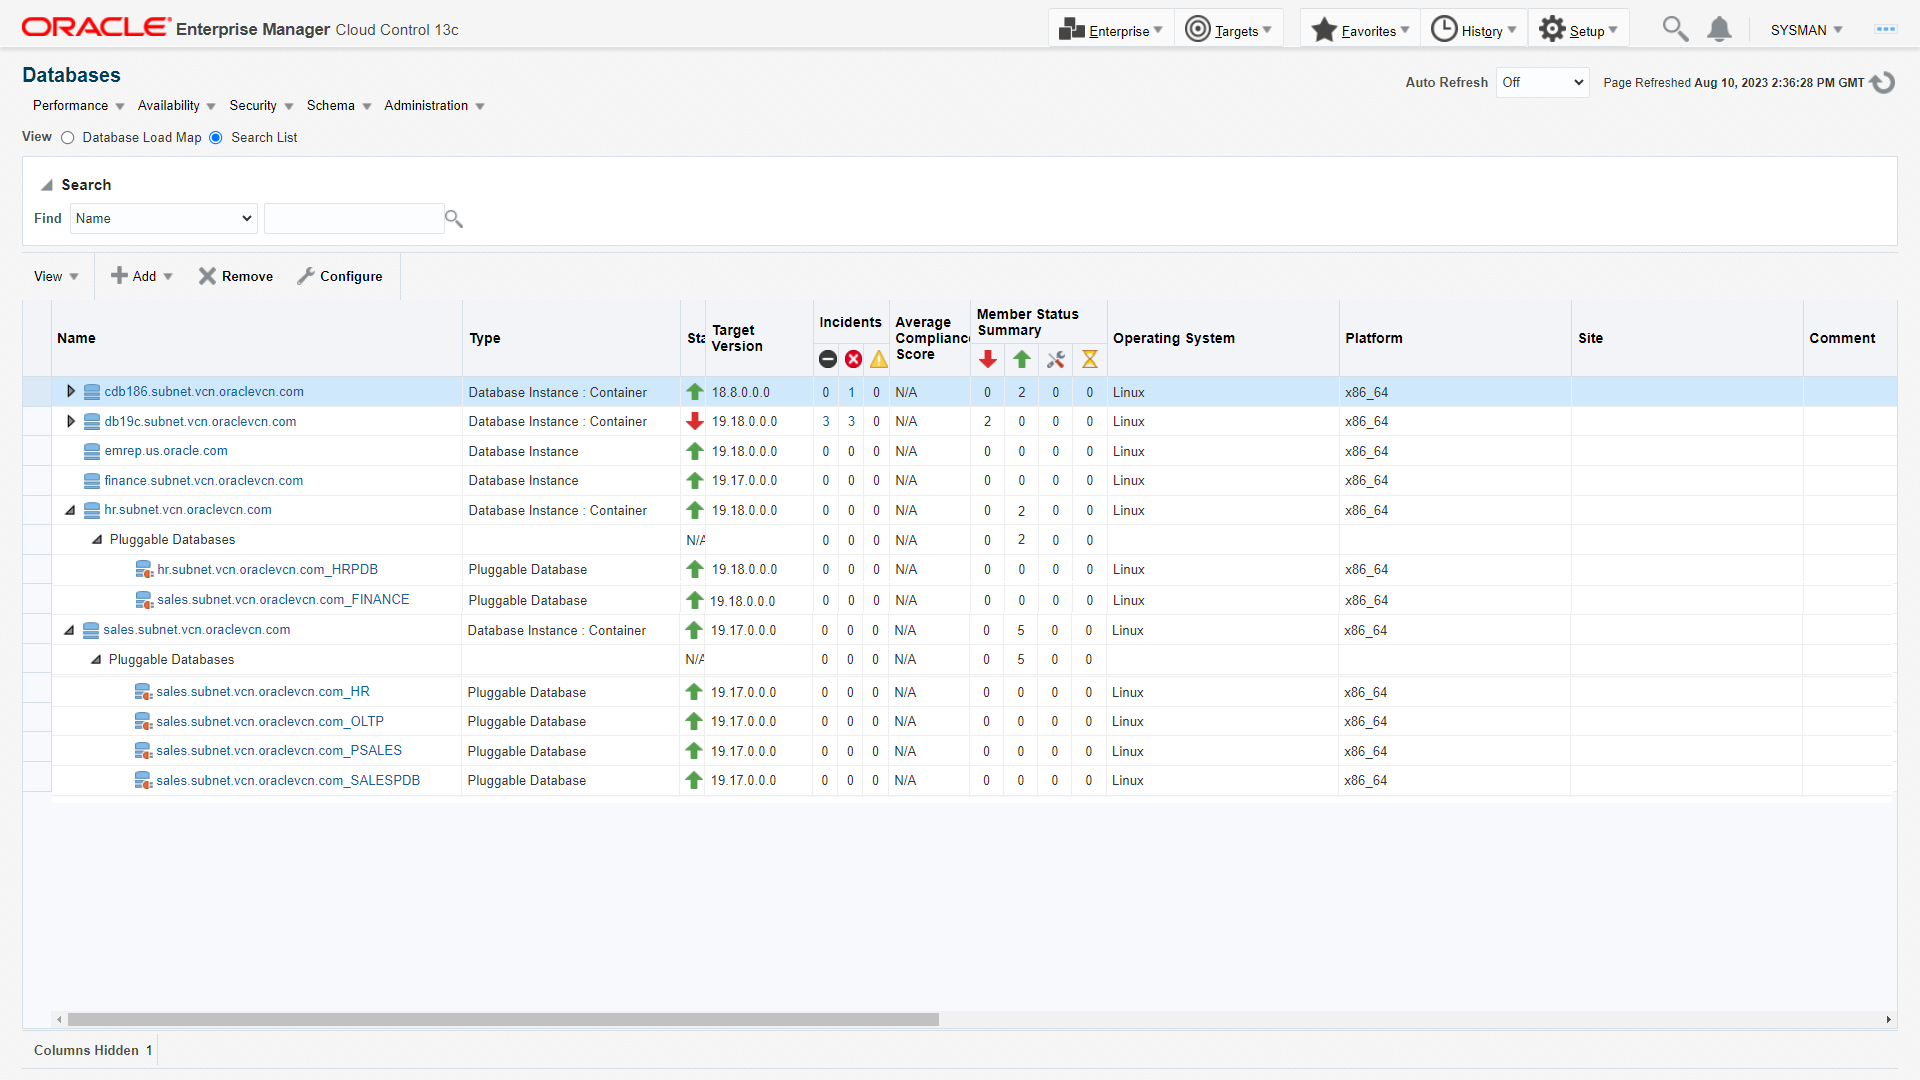 ORACLE Enterprise Manager Cloud Control 13c
Enterprise Targets Favorites History Setup SYSMAN
Databases
Auto Refresh Off Page Refreshed Aug 10, 2023 2:36:28 PM GMT
Performance Availability Security Schema Administration
View Database Load Map Search List
Search
Find Name
View Add Remove Configure
Name Type Sta Target Version Incidents Average Complianc Score Member Status Summary Operating System Platform Site Comment
cdb186.subnet.vcn.oraclevcn.com Database Instance : Container 18.8.0.0.0 0 1 0 N/A 0 2 0 0 Linux x86_64
db19c.subnet.vcn.oraclevcn.com Database Instance : Container 19.18.0.0.0 3 3 0 N/A 2 0 0 0 Linux x86_64
emrep.us.oracle.com Database Instance 19.18.0.0.0 0 0 0 N/A 0 0 0 0 Linux x86_64
finance.subnet.vcn.oraclevcn.com Database Instance 19.17.0.0.0 0 0 0 N/A 0 0 0 0 Linux x86_64
hr.subnet.vcn.oraclevcn.com Database Instance : Container 19.18.0.0.0 0 0 0 N/A 0 2 0 0 Linux x86_64
Pluggable Databases N/A 0 0 0 N/A 0 2 0 0
hr.subnet.vcn.oraclevcn.com_HRPDB Pluggable Database 19.18.0.0.0 0 0 0 N/A 0 0 0 0 Linux x86_64
sales.subnet.vcn.oraclevcn.com_FINANCE Pluggable Database 19.18.0.0.0 0 0 0 N/A 0 0 0 0 Linux x86_64
sales.subnet.vcn.oraclevcn.com Database Instance : Container 19.17.0.0.0 0 0 0 N/A 0 5 0 0 Linux x86_64
Pluggable Databases N/A 0 0 0 N/A 0 5 0 0
sales.subnet.vcn.oraclevcn.com_HR Pluggable Database 19.17.0.0.0 0 0 0 N/A 0 0 0 0 Linux x86_64
sales.subnet.vcn.oraclevcn.com_OLTP Pluggable Database 19.17.0.0.0 0 0 0 N/A 0 0 0 0 Linux x86_64
sales.subnet.vcn.oraclevcn.com_PSALES Pluggable Database 19.17.0.0.0 0 0 0 N/A 0 0 0 0 Linux x86_64
sales.subnet.vcn.oraclevcn.com_SALESPDB Pluggable Database 19.17.0.0.0 0 0 0 N/A 0 0 0 0 Linux x86_64
Columns Hidden 1